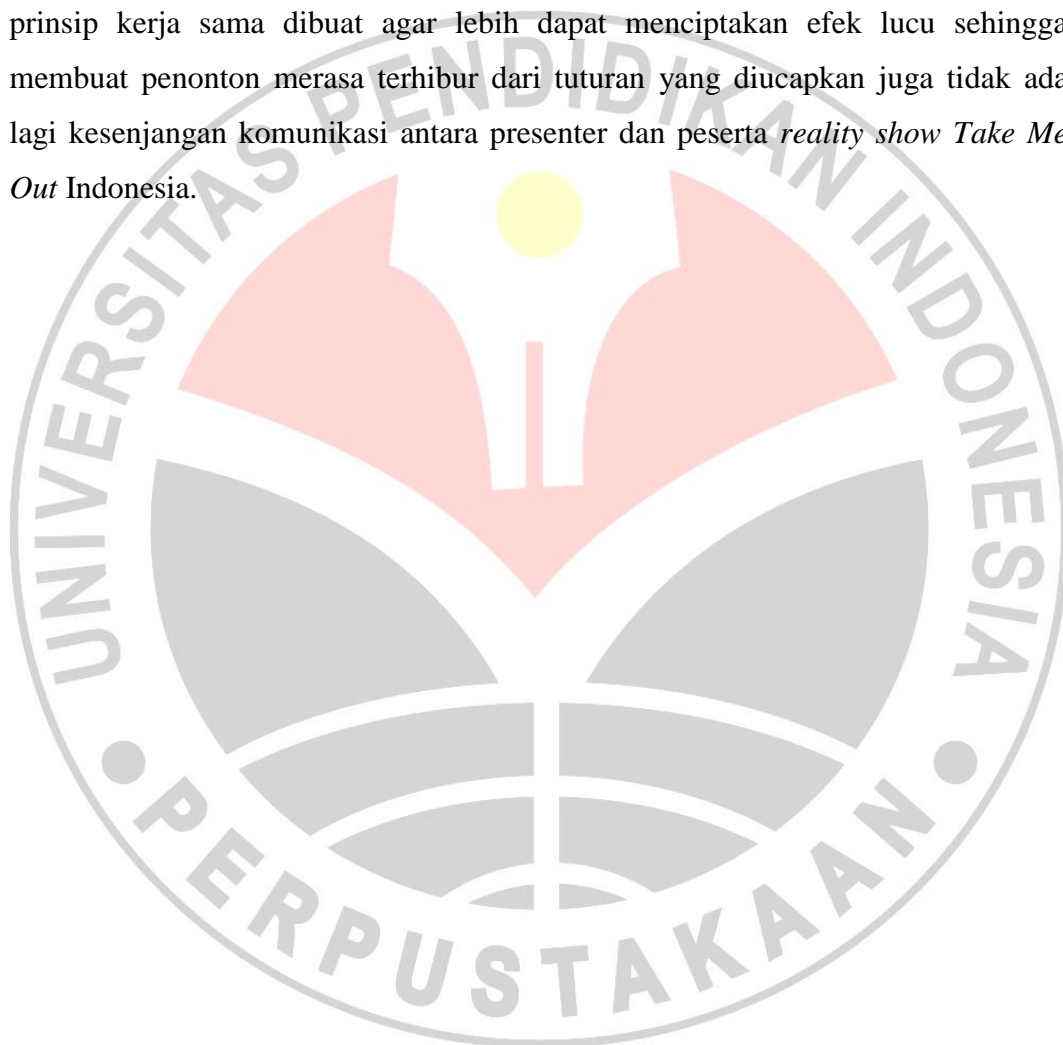 prinsip kerja sama dibuat agar lebih dapat menciptakan efek lucu sehingga
membuat penonton merasa terhibur dari tuturan yang diucapkan juga tidak ada
lagi kesenjangan komunikasi antara presenter dan peserta reality show Take Me
Out Indonesia.
UNIVERSITAS PENDIDIKAN INDONESIA
PERPUSTAKAAN